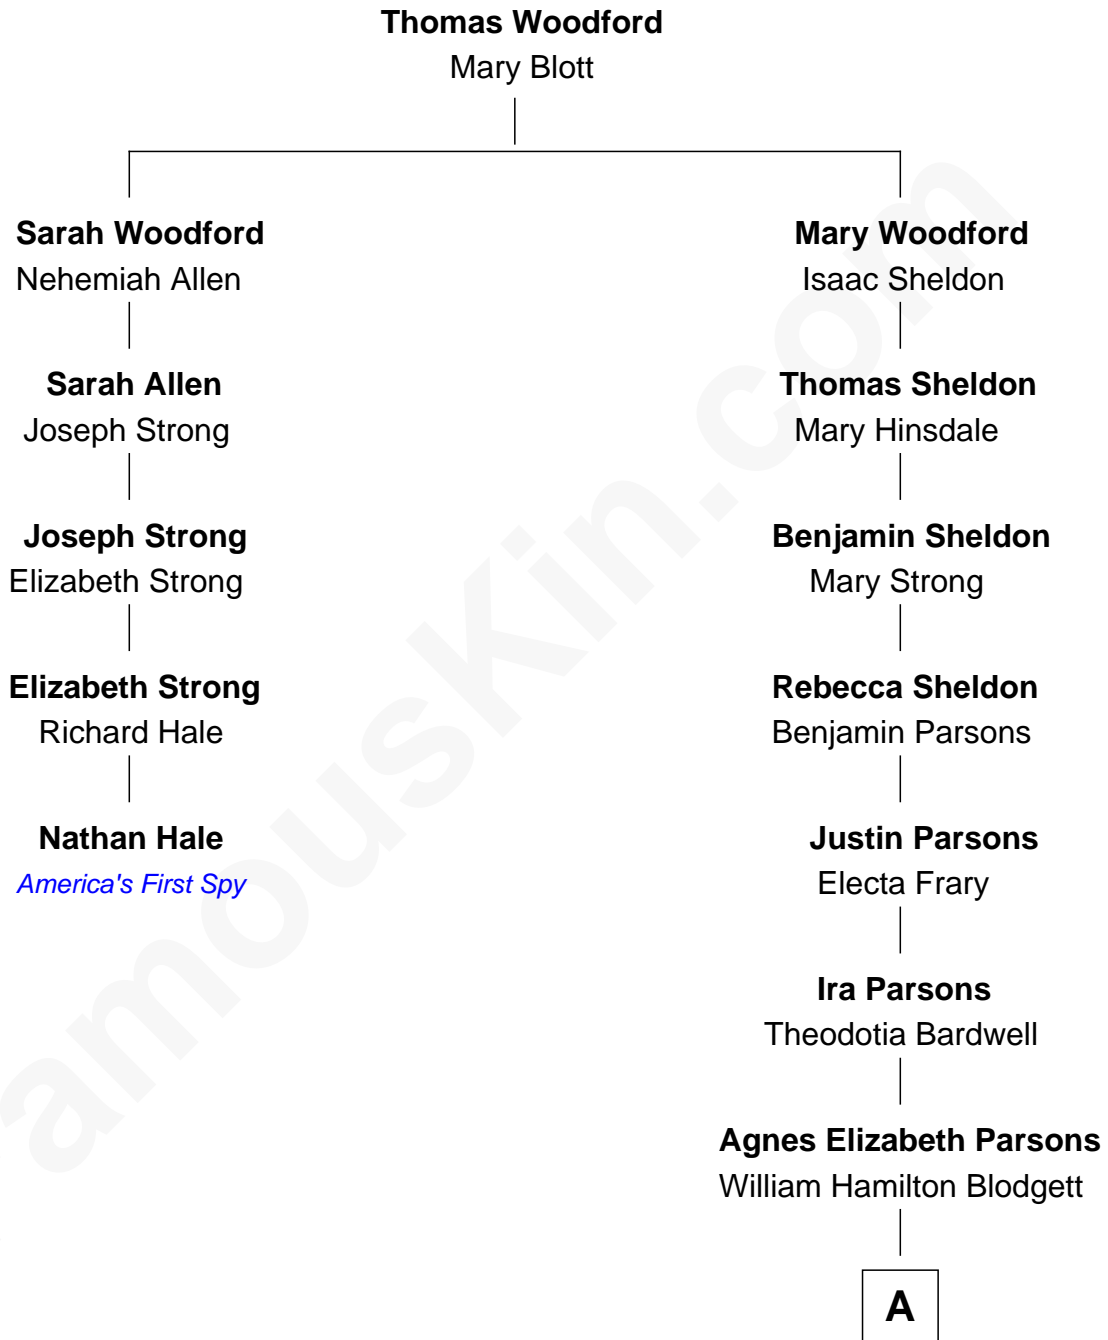 Thomas Woodford
Mary Blott
Sarah Woodford
Nehemiah Allen
Mary Woodford
Isaac Sheldon
Sarah Allen
Joseph Strong
Thomas Sheldon
Mary Hinsdale
Joseph Strong
Elizabeth Strong
Benjamin Sheldon
Mary Strong
Elizabeth Strong
Richard Hale
Rebecca Sheldon
Benjamin Parsons
Nathan Hale
America's First Spy
Justin Parsons
Electa Frary
Ira Parsons
Theodotia Bardwell
Agnes Elizabeth Parsons
William Hamilton Blodgett
A
amouskin.com